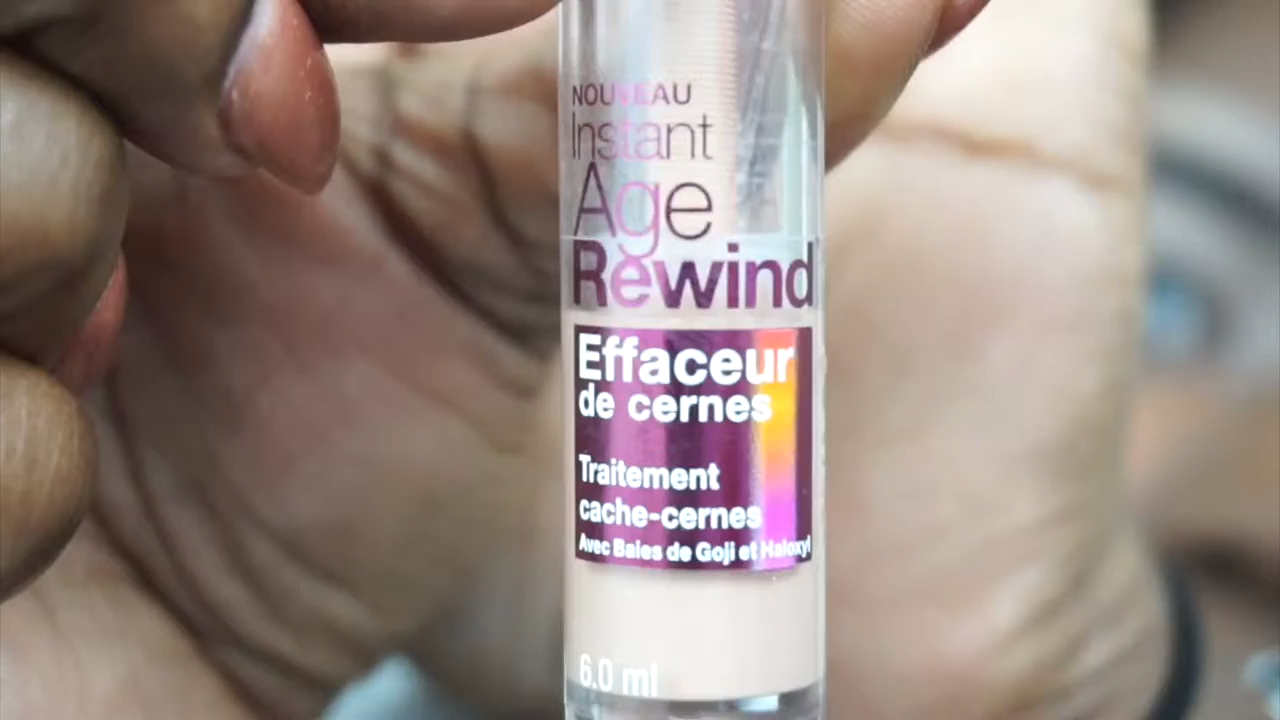 NOUVEAU
Instant
Age
Rewind
Effaceur
de cernes
Traitement
cache-cernes
Avec Baies de Goji et Haloxyl
6.0 ml